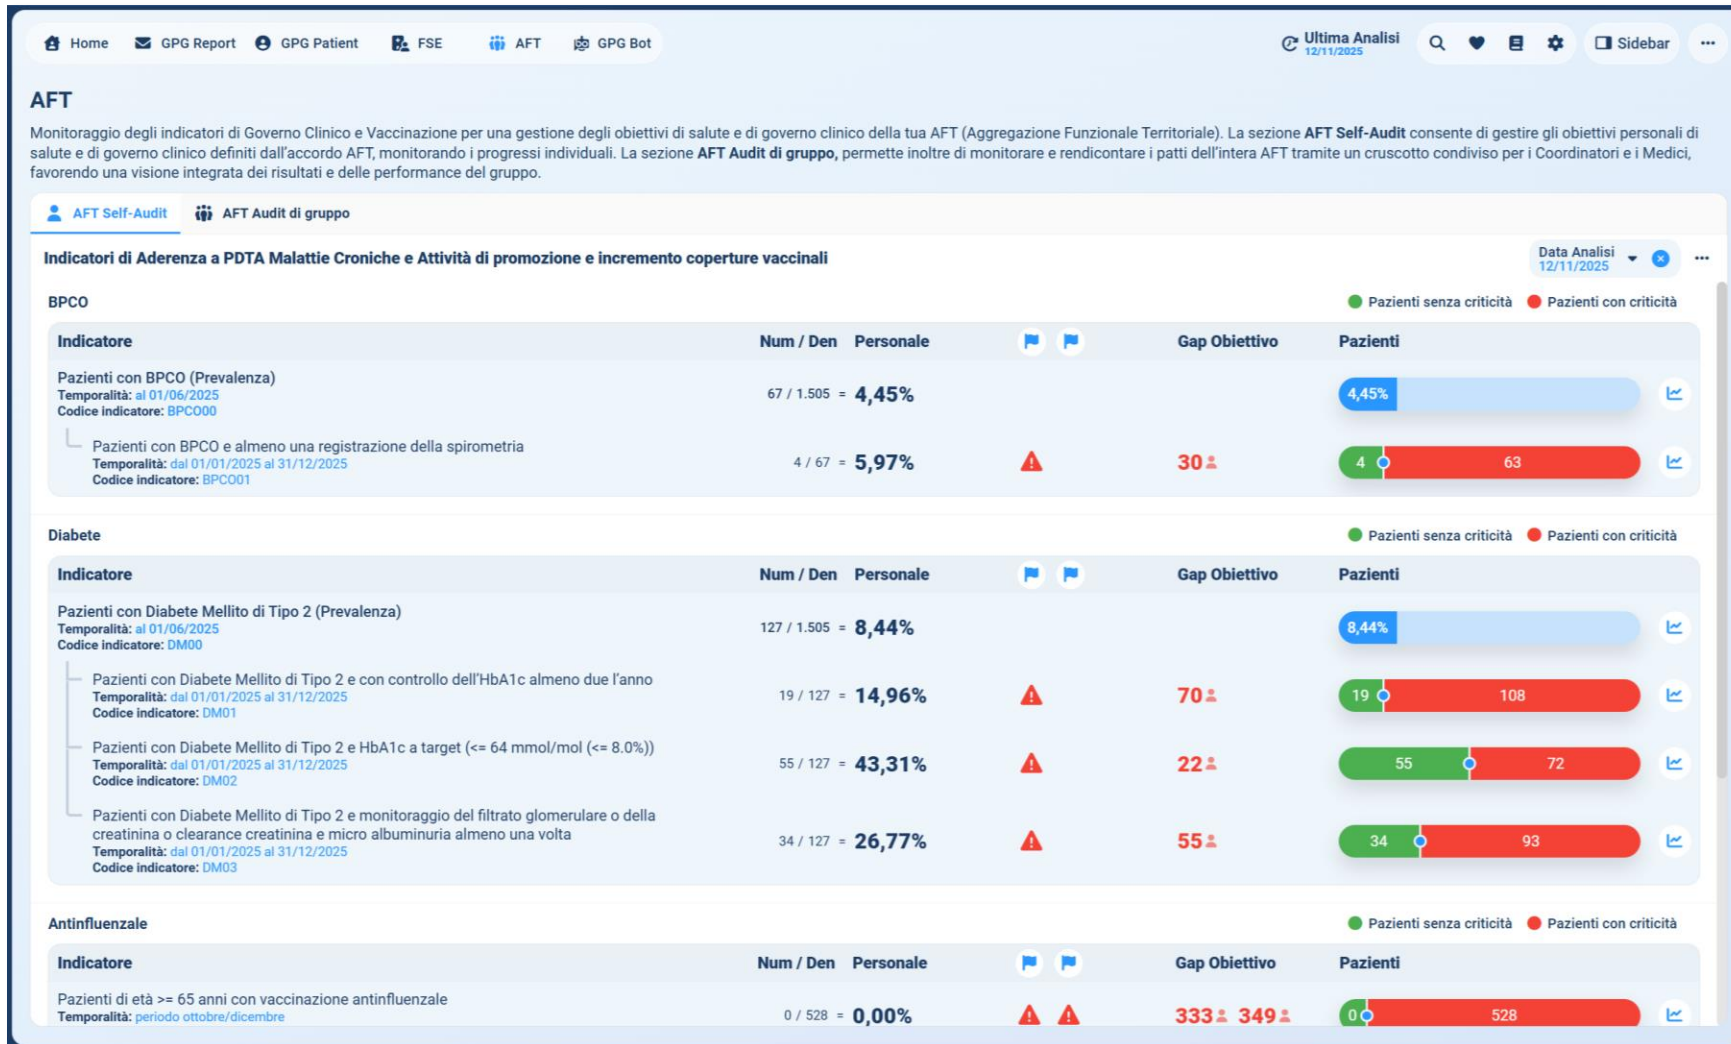 Home GPG Report GPG Patient FSE AFT GPG Bot Ultima Analisi 12/11/2025 Sidebar
AFT
Monitoraggio degli indicatori di Governo Clinico e Vaccinazione per una gestione degli obiettivi di salute e di governo clinico della tua AFT (Aggregazione Funzionale Territoriale). La sezione AFT Self-Audit consente di gestire gli obiettivi personali di
salute e di governo clinico definiti dall'accordo AFT, monitorando i progressi individuali. La sezione AFT Audit di gruppo, permette inoltre di monitorare e rendicontare i patti dell'intera AFT tramite un cruscotto condiviso per i Coordinatori e i Medici,
favorendo una visione integrata dei risultati e delle performance del gruppo.
AFT Self-Audit AFT Audit di gruppo
Indicatori di Aderenza a PDTA Malattie Croniche e Attività di promozione e incremento coperture vaccinali
Data Analisi
12/11/2025
BPCO Pazienti senza criticità Pazienti con criticità
Indicatore Num / Den Personale Gap Obiettivo Pazienti
Pazienti con BPCO (Prevalenza)
Temporalità: al 01/06/2025 67 / 1.505 = 4,45% 4,45%
Codice indicatore: BPCO00
Pazienti con BPCO e almeno una registrazione della spirometria
Temporalità: dal 01/01/2025 al 31/12/2025 4 / 67 = 5,97% 30 4 63
Codice indicatore: BPCO01
Diabete Pazienti senza criticità Pazienti con criticità
Indicatore Num / Den Personale Gap Obiettivo Pazienti
Pazienti con Diabete Mellito di Tipo 2 (Prevalenza)
Temporalità: al 01/06/2025 127 / 1.505 = 8,44% 8,44%
Codice indicatore: DM00
Pazienti con Diabete Mellito di Tipo 2 e con controllo dell'HbA1c almeno due l'anno
Temporalità: dal 01/01/2025 al 31/12/2025 19 / 127 = 14,96% 70 19 108
Codice indicatore: DM01
Pazienti con Diabete Mellito di Tipo 2 e HbA1c a target (<= 64 mmol/mol (<= 8.0%))
Temporalità: dal 01/01/2025 al 31/12/2025 55 / 127 = 43,31% 22 55 72
Codice indicatore: DM02
Pazienti con Diabete Mellito di Tipo 2 e monitoraggio del filtrato glomerulare o della
creatinina o clearance creatinina e micro albuminuria almeno una volta 34 / 127 = 26,77% 55 34 93
Temporalità: dal 01/01/2025 al 31/12/2025
Codice indicatore: DM03
Antinfluenzale Pazienti senza criticità Pazienti con criticità
Indicatore Num / Den Personale Gap Obiettivo Pazienti
Pazienti di età >= 65 anni con vaccinazione antinfluenzale
Temporalità: periodo ottobre/dicembre 0 / 528 = 0,00% 333 349 0 528